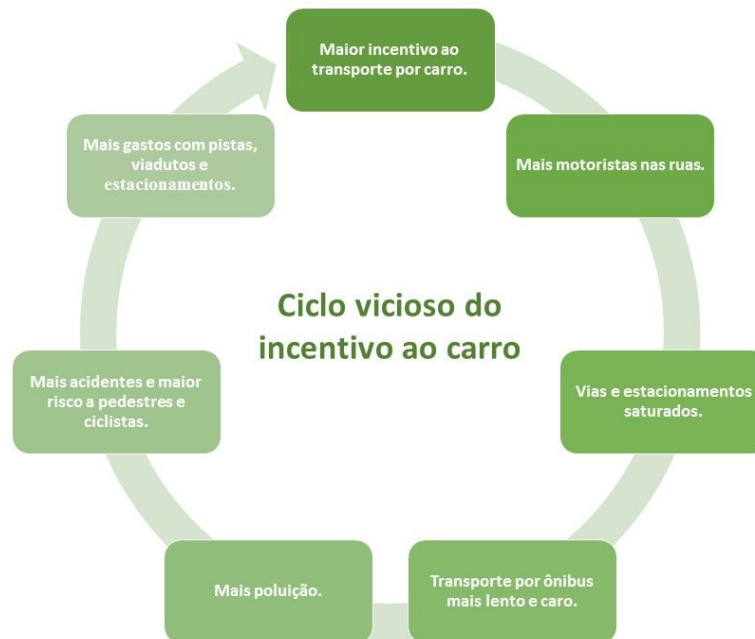 Maior incentivo ao
transporte por carro.
Mais motoristas nas ruas.
Vias e estacionamentos
saturados.
Transporte por ônibus
mais lento e caro.
Mais poluição.
Mais acidentes e maior
risco a pedestres e
ciclistas.
Mais gastos com pistas,
viadutos e
estacionamentos.
Ciclo vicioso do
incentivo ao carro